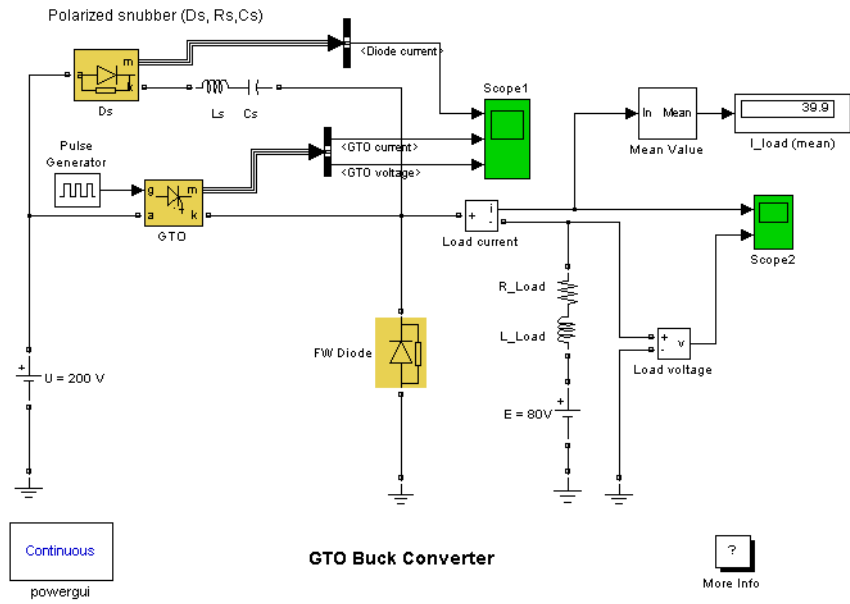 Polarized snubber (Ds, Rs,Cs)
m
a
k
Ds
Ls
Cs
<Diode current>
Scope1
Pulse
Generator
<GTO current>
<GTO voltage>
g
m
a
k
GTO
In Mean
Mean Value
39.9
I_load (mean)
+
i
-
Load current
Scope2
R_Load
L_Load
FW Diode
+
-
v
Load voltage
+
U = 200 V
+
E = 80V
Continuous
powergui
GTO Buck Converter
?
More Info